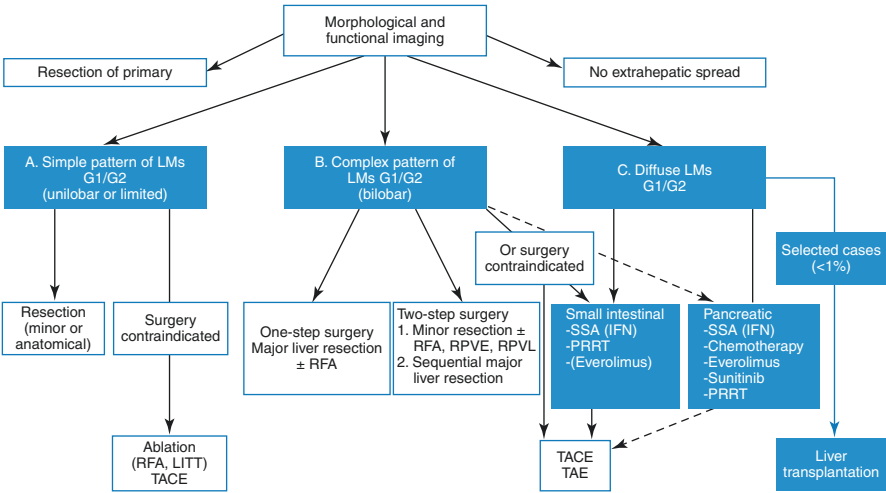 Morphological and
functional imaging
Resection of primary
No extrahepatic spread
A. Simple pattern of LMs
G1/G2
(unilobar or limited)
B. Complex pattern of
LMs G1/G2
(bilobar)
C. Diffuse LMs
G1/G2
Or surgery
contraindicated
Selected cases
(<1%)
Resection
(minor or
anatomical)
Surgery
contraindicated
One-step surgery
Major liver resection
± RFA
Two-step surgery
1. Minor resection ±
RFA, RPVE, RPVL
2. Sequential major
liver resection
Small intestinal
-SSA (IFN)
-PRRT
-(Everolimus)
Pancreatic
-SSA (IFN)
-Chemotherapy
-Everolimus
-Sunitinib
-PRRT
Ablation
(RFA, LITT)
TACE
TACE
TAE
Liver
transplantation